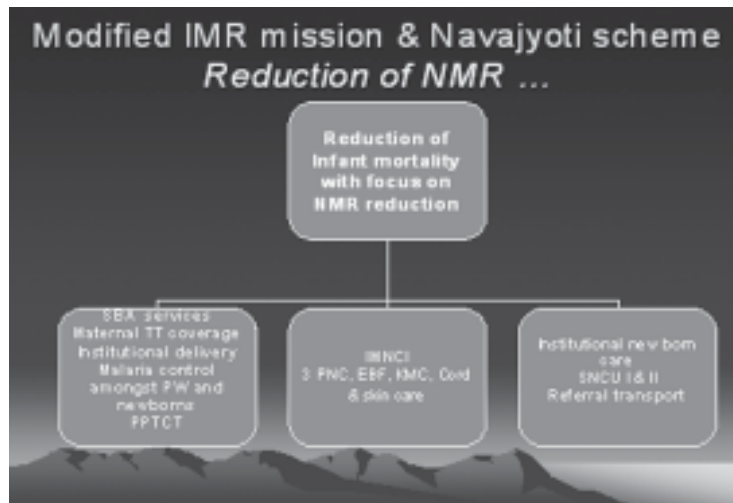 Modified IMR mission & Navajyoti scheme
Reduction of NMR ...
Reduction of
Infant mortality
with focus on
NMR reduction
SBA services
Maternal TT coverage
Institutional delivery
Malaria control
amongst PW and
newborns
PPTCT
IMNCI
3 PNC, EBF, KMC, Cord
& skin care
Institutional new born
care
SNCU I & II
Referral transport